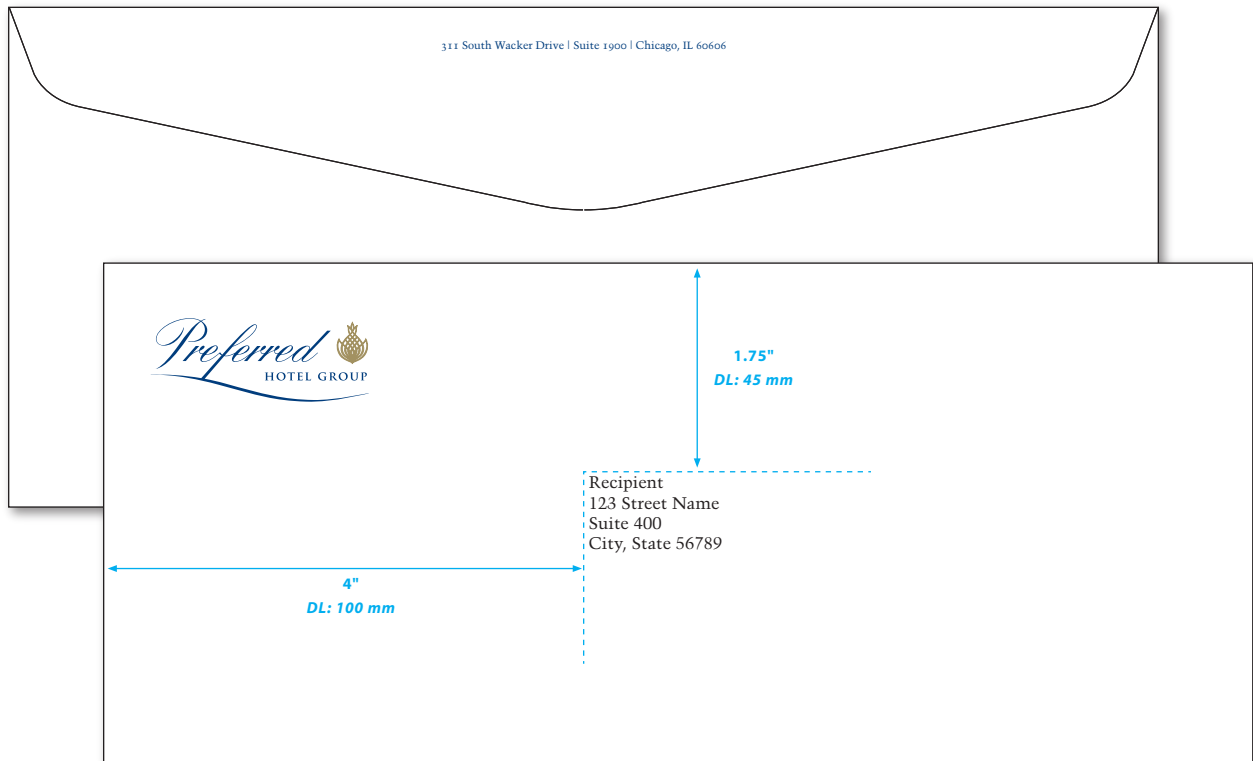 311 South Wacker Drive | Suite 1900 | Chicago, IL 60606
Preferred
HOTEL GROUP
1.75"
DL: 45 mm
Recipient
123 Street Name
Suite 400
City, State 56789
4"
DL: 100 mm